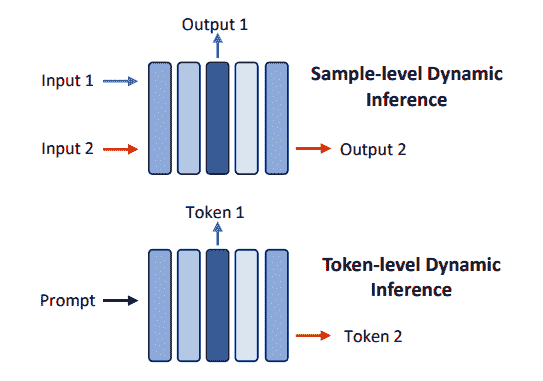 Output 1
Input 1
Sample-level Dynamic
Inference
Input 2
Output 2
Token 1
Token-level Dynamic
Inference
Prompt
Token 2